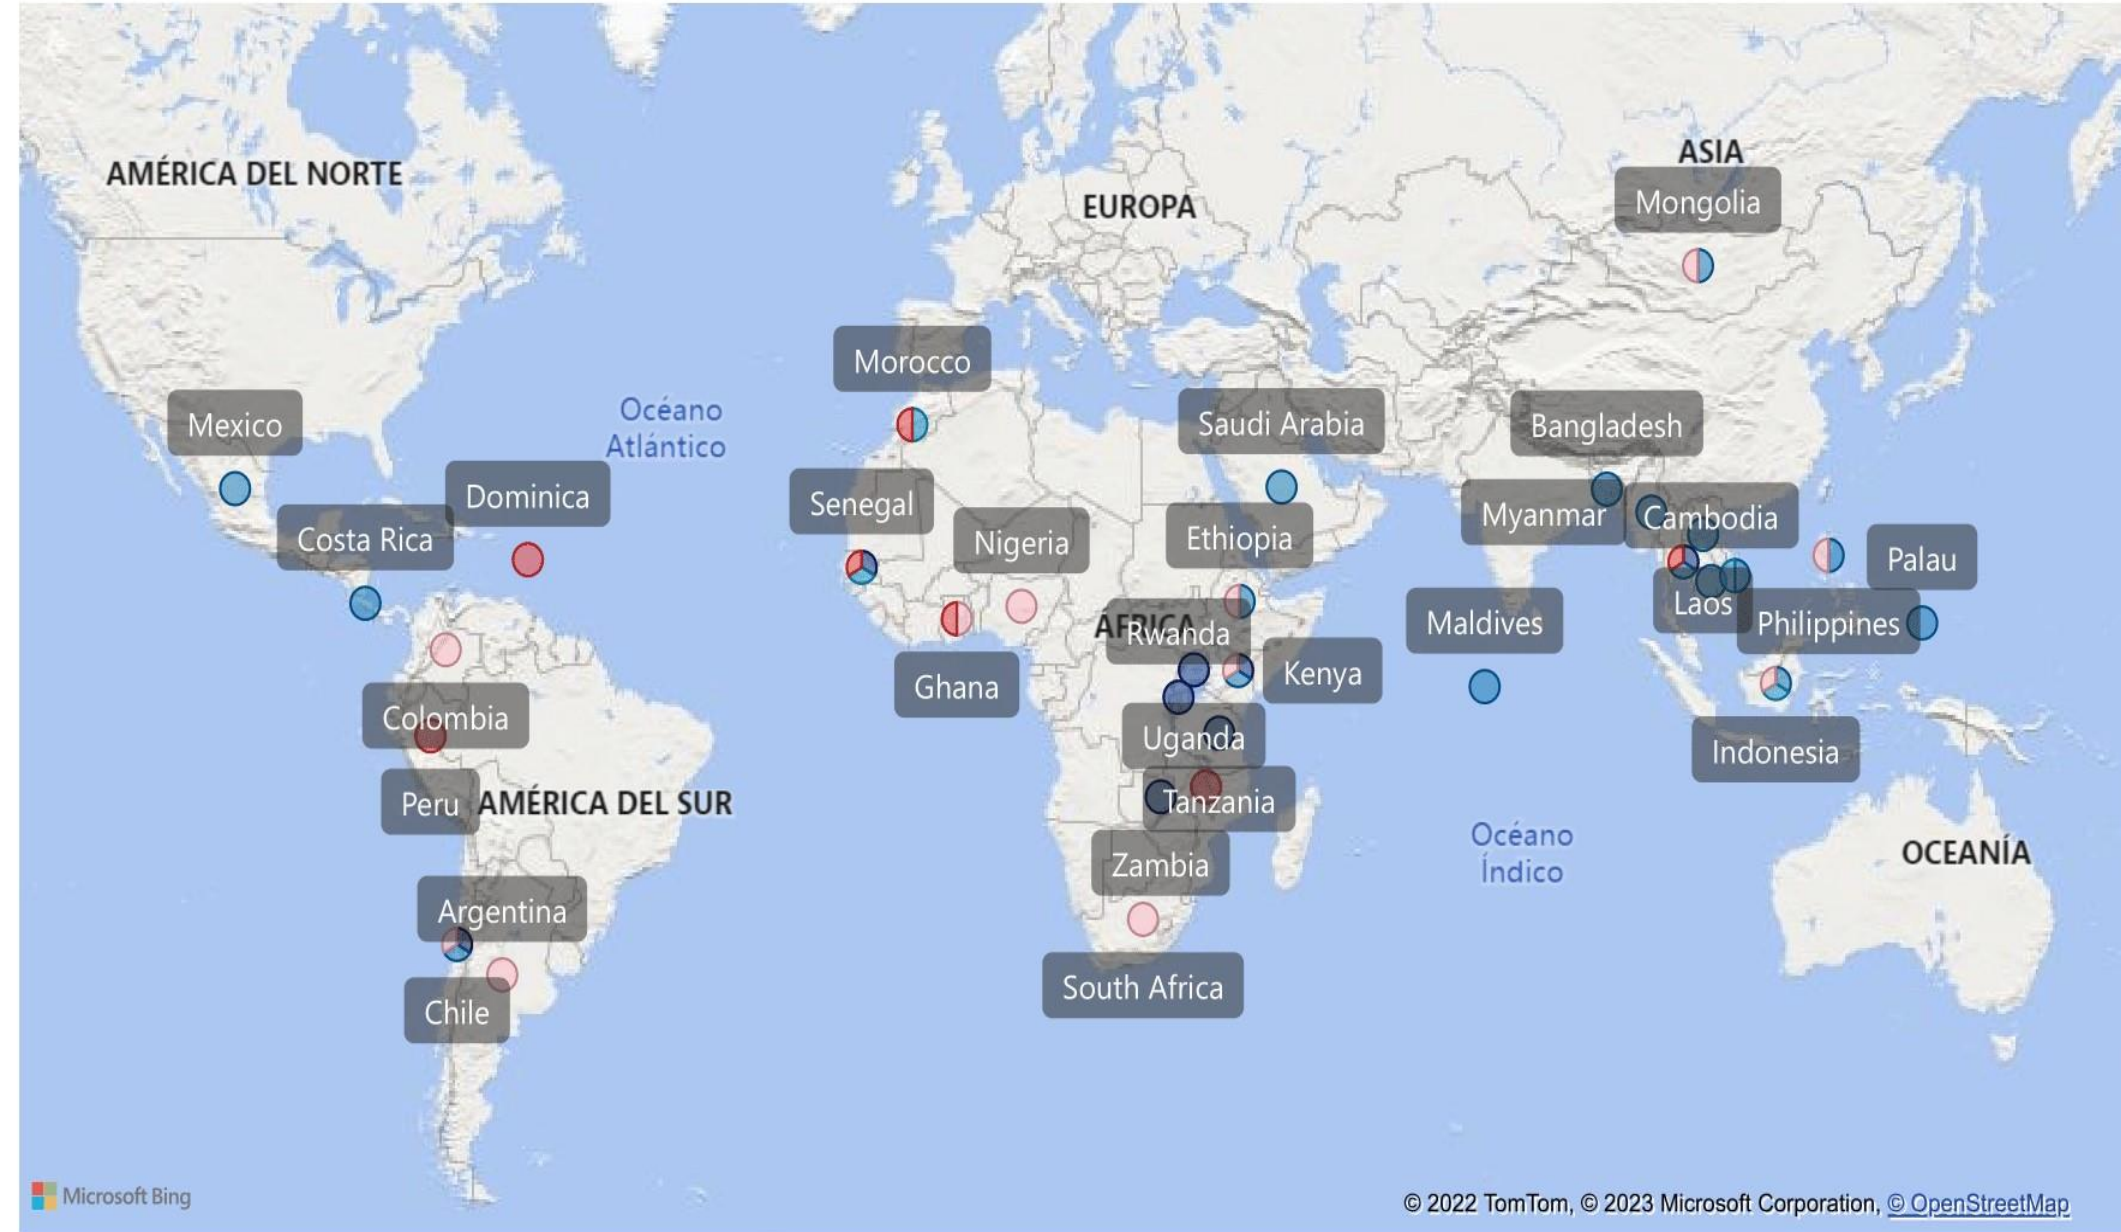 AMÉRICA DEL NORTE
EUROPA
ASIA
Mongolia
Morocco
Océano
Atlántico
Mexico
Saudi Arabia
Bangladesh
Dominica
Senegal
Costa Rica
Nigeria
Ethiopia
Myanmar
Cambodia
Palau
Laos
Philippines
Maldives
ÁFRICA
Rwanda
Kenya
Ghana
Colombia
Uganda
Indonesia
Peru
AMÉRICA DEL SUR
Tanzania
Océano
Índico
OCEANÍA
Zambia
Argentina
South Africa
Chile
Microsoft Bing
© 2022 TomTom, © 2023 Microsoft Corporation, © OpenStreetMap